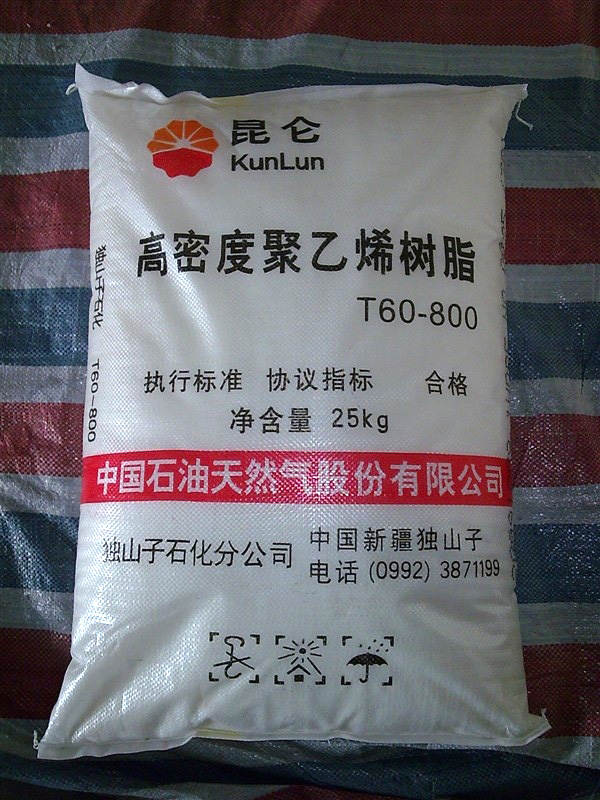 昆仑
KunLun
高密度聚乙烯树脂
T60-800
执行标准 协议指标 合格
净含量 25kg
中国石油天然气股份有限公司
独山子石化分公司
中国新疆独山子
电话 (0992) 3871199
独山子石化 T60-800